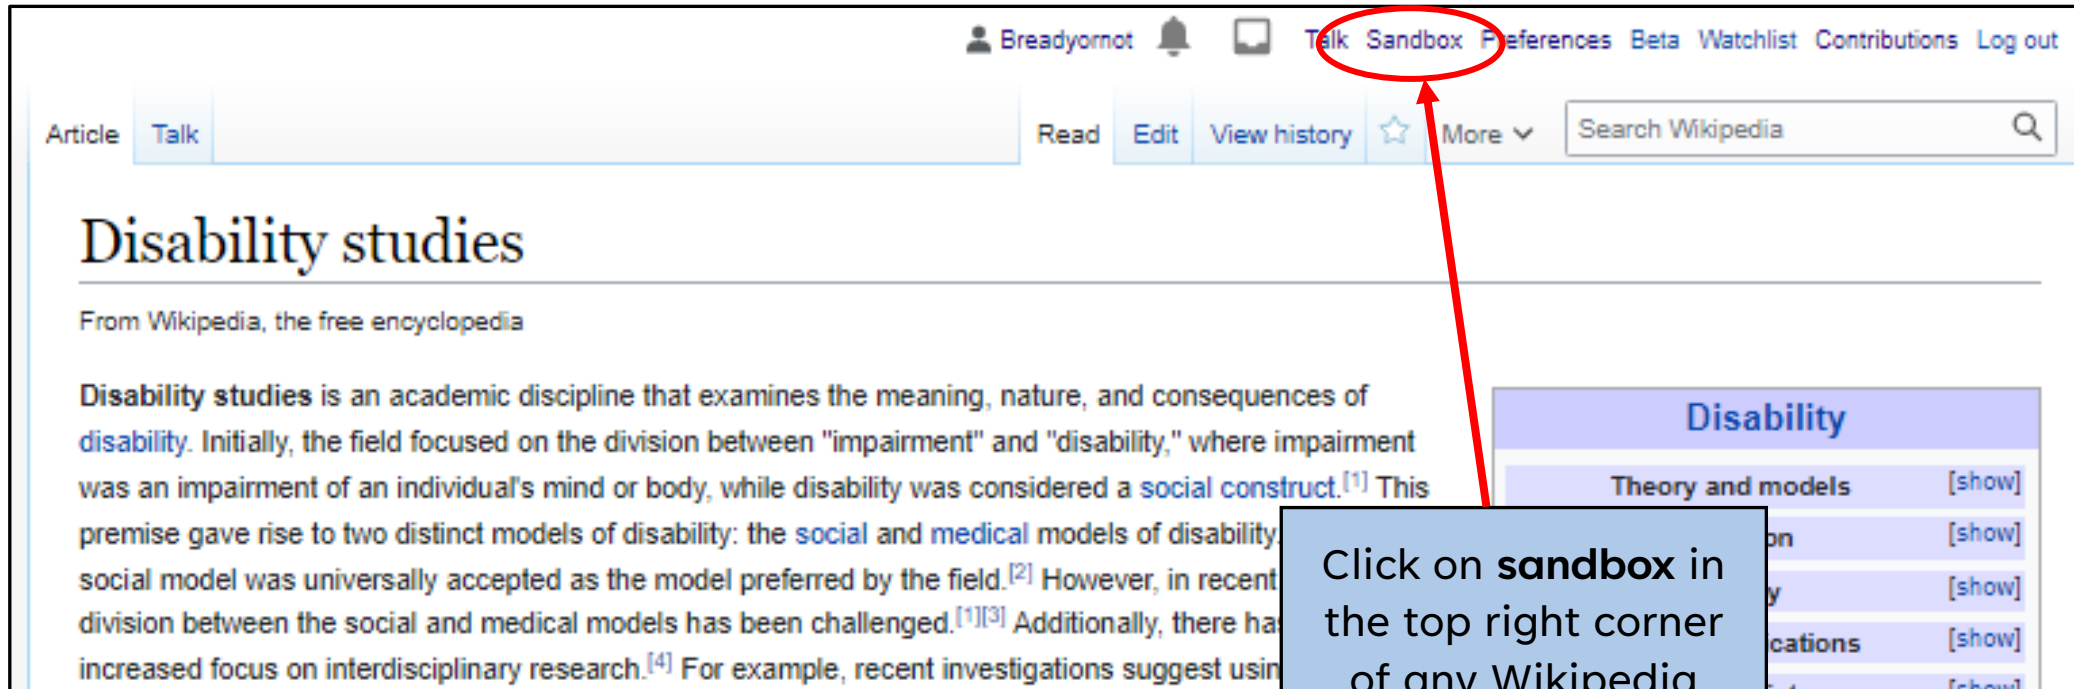 Breadyornot Talk Sandbox Preferences Beta Watchlist Contributions Log out
Article Talk Read Edit View history More Search Wikipedia
Disability studies
From Wikipedia, the free encyclopedia
Disability studies is an academic discipline that examines the meaning, nature, and consequences of
disability. Initially, the field focused on the division between "impairment" and "disability," where impairment
was an impairment of an individual's mind or body, while disability was considered a social construct.[1] This
premise gave rise to two distinct models of disability: the social and medical models of disability.
social model was universally accepted as the model preferred by the field.[2] However, in recent
division between the social and medical models has been challenged.[1][3] Additionally, there has
increased focus on interdisciplinary research.[4] For example, recent investigations suggest using
Disability
Theory and models [show]
on [show]
y [show]
cations [show]
[show]
Click on sandbox in
the top right corner
of any Wikipedia